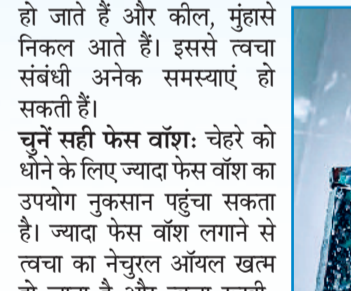 हो जाते हैं और कील, मुंहासे
निकल आते हैं। इससे त्वचा
संबंधी अनेक समस्याएं हो
सकती हैं।
चुनें सही फेस वॉशः चेहरे को
धोने के लिए ज्यादा फेस वॉश का
उपयोग नुकसान पहुंचा सकता
है। ज्यादा फेस वॉश लगाने से
त्वचा का नेचुरल ऑयल खत्म